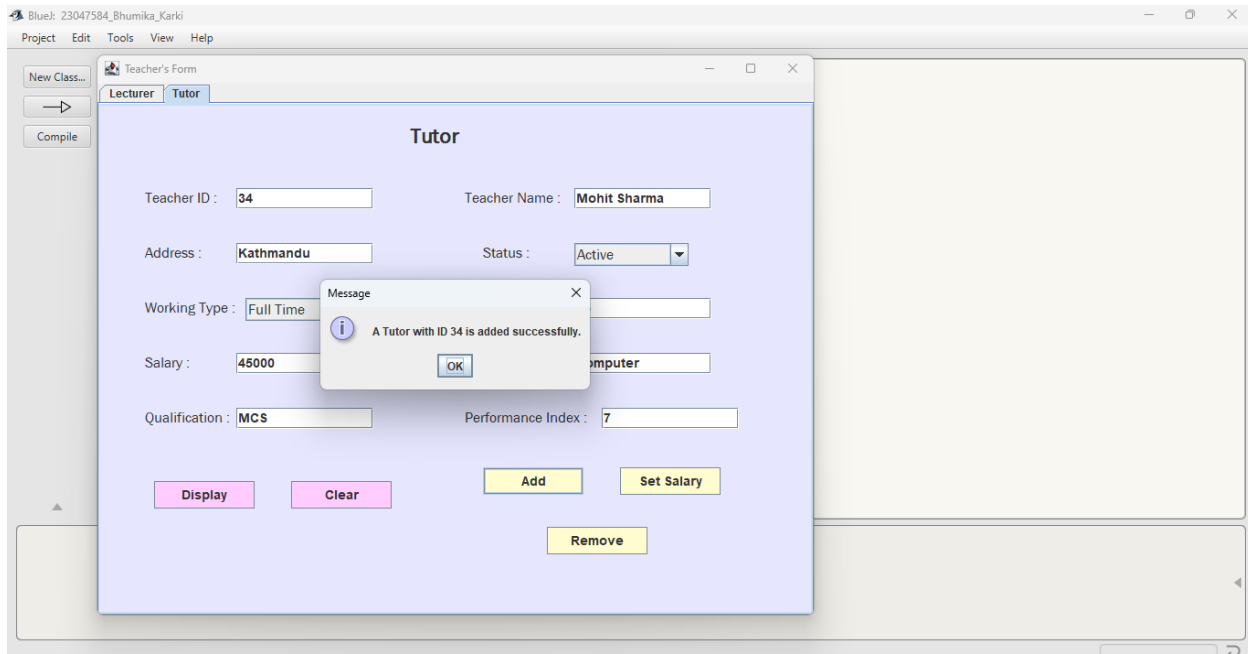 BlueJ: 23047584_Bhumika_Karki
Project Edit Tools View Help
New Class...
Compile
Teacher's Form
Lecturer Tutor
Tutor
Teacher ID : 34 Teacher Name : Mohit Sharma
Address : Kathmandu Status : Active
Working Type : Full Time
Message
A Tutor with ID 34 is added successfully.
OK
Salary : 45000 omputer
Qualification : MCS Performance Index : 7
Display Clear Add Set Salary
Remove